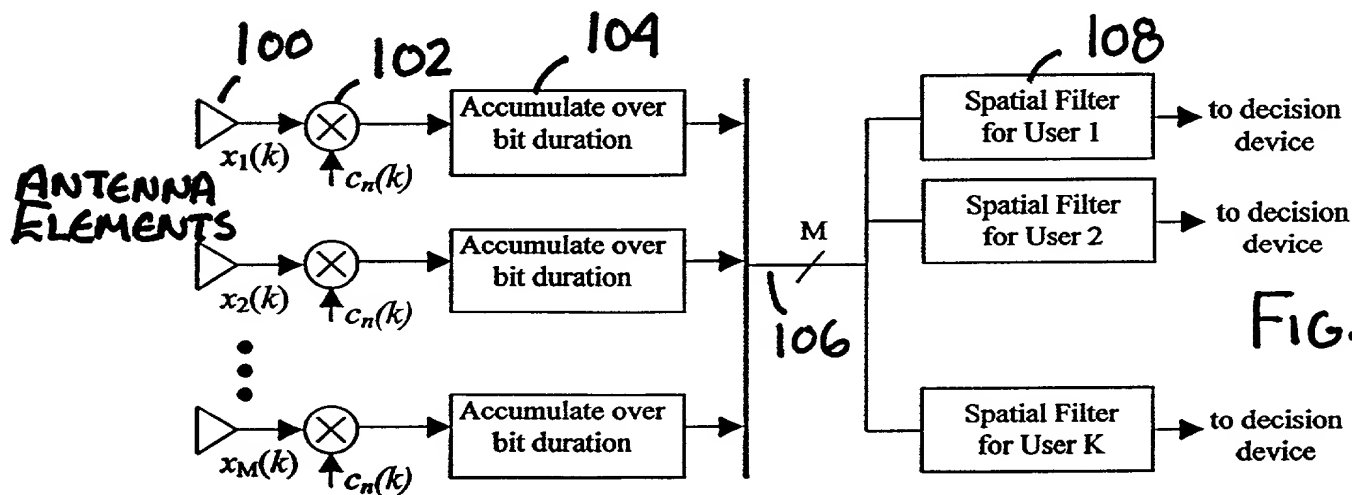 100
102
104
108
Accumulate over
bit duration
Spatial Filter
for User 1
to decision
device
x₁(k)
cₙ(k)
ANTENNA
ELEMENTS
Accumulate over
bit duration
M
Spatial Filter
for User 2
to decision
device
x₂(k)
cₙ(k)
106
FIG.
Accumulate over
bit duration
Spatial Filter
for User K
to decision
device
x_M(k)
cₙ(k)